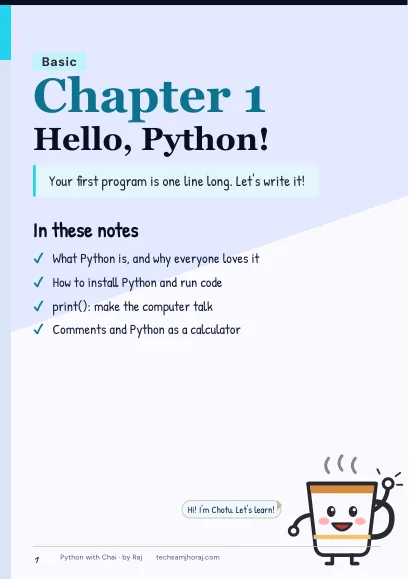 Basic
Chapter 1
Hello, Python!
Your first program is one line long. Let's write it!
In these notes
What Python is, and why everyone loves it
How to install Python and run code
print(): make the computer talk
Comments and Python as a calculator
Hi! I'm Chotu. Let's learn!
1 Python with Chai · by Raj techsamjhoraj.com